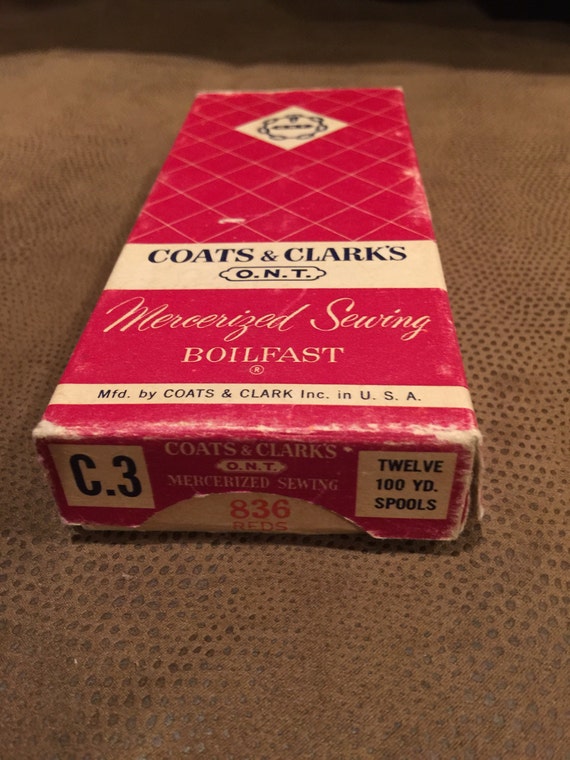 COATS & CLARK'S
O.N.T.
Mercerized Sewing
BOILFAST
®
Mfd. by COATS & CLARK Inc. in U. S. A.
C.3
COATS & CLARK'S
O.N.T.
MERCERIZED SEWING
836
REDS
TWELVE
100 YD.
SPOOLS